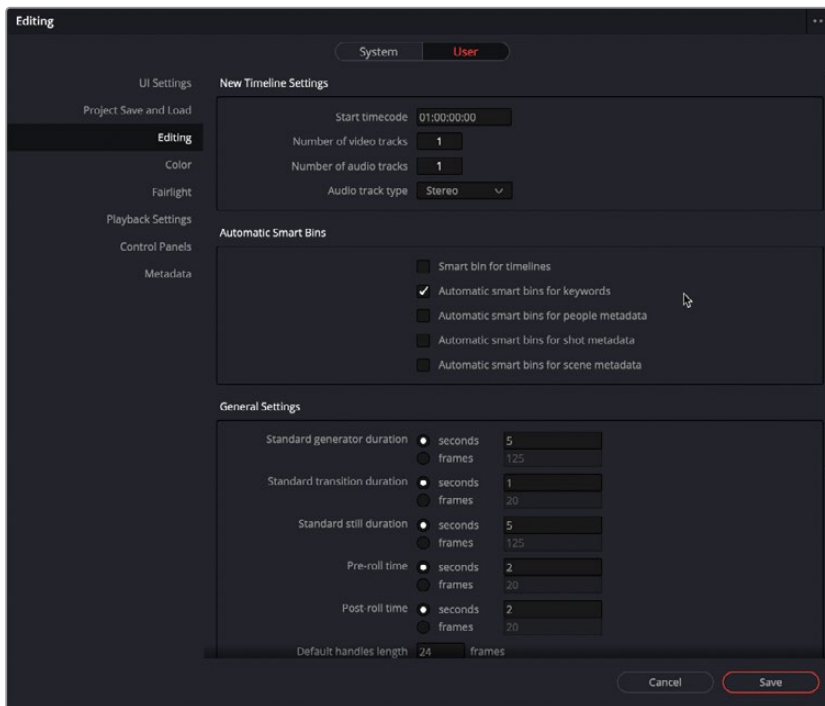 Editing
System User
UI Settings
Project Save and Load
Editing
Color
Fairlight
Playback Settings
Control Panels
Metadata
New Timeline Settings
Start timecode 01:00:00:00
Number of video tracks 1
Number of audio tracks 1
Audio track type Stereo
Automatic Smart Bins
Smart bin for timelines
Automatic smart bins for keywords
Automatic smart bins for people metadata
Automatic smart bins for shot metadata
Automatic smart bins for scene metadata
General Settings
Standard generator duration seconds 5
frames 125
Standard transition duration seconds 1
frames 20
Standard still duration seconds 5
frames 125
Pre-roll time seconds 2
frames 20
Post-roll time seconds 2
frames 20
Default handles length 24 frames
Cancel Save